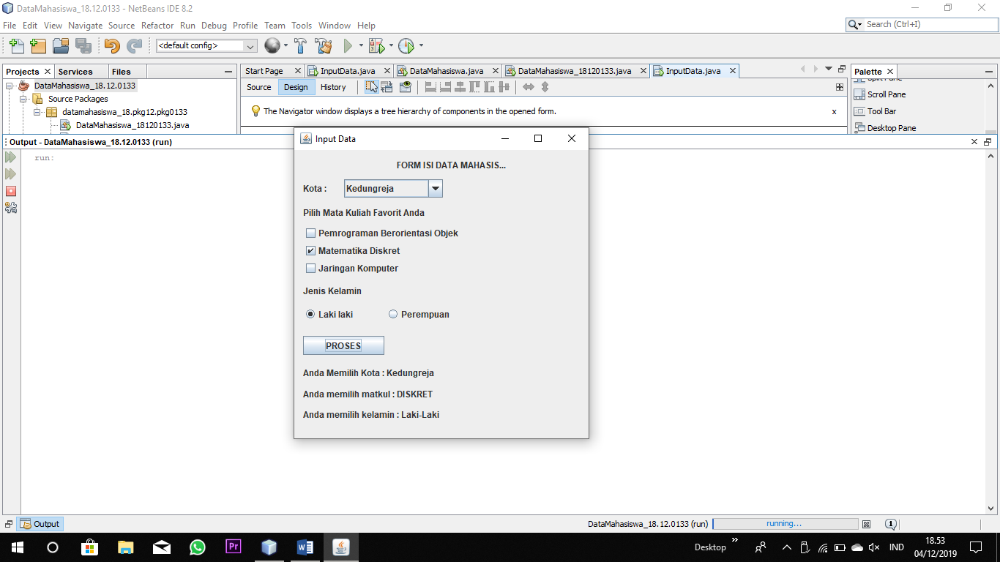 DataMahasiswa_18.12.0133 - NetBeans IDE 8.2
File Edit View Navigate Source Refactor Run Debug Profile Team Tools Window Help
Search (Ctrl+I)
<default config>
Projects Services Files
Start Page InputData.java DataMahasiswa.java DataMahasiswa_18120133.java InputData.java
Palette
DataMahasiswa_18.12.0133
Source Packages
datamahasiswa_18.pkg12.pkg0133
DataMahasiswa_18120133.java
Source Design History
The Navigator window displays a tree hierarchy of components in the opened form.
x
Scroll Pane
Tool Bar
Desktop Pane
Output - DataMahasiswa_18.12.0133 (run)
run:
Input Data
FORM ISI DATA MAHASIS...
Kota : Kedungreja
Pilih Mata Kuliah Favorit Anda
Pemrograman Berorientasi Objek
Matematika Diskret
Jaringan Komputer
Jenis Kelamin
Laki laki Perempuan
PROSES
Anda Memilih Kota : Kedungreja
Anda memilih matkul : DISKRET
Anda memilih kelamin : Laki-Laki
Output
DataMahasiswa_18.12.0133 (run) running... 1
Pr
W
Desktop
IND
18.53
04/12/2019